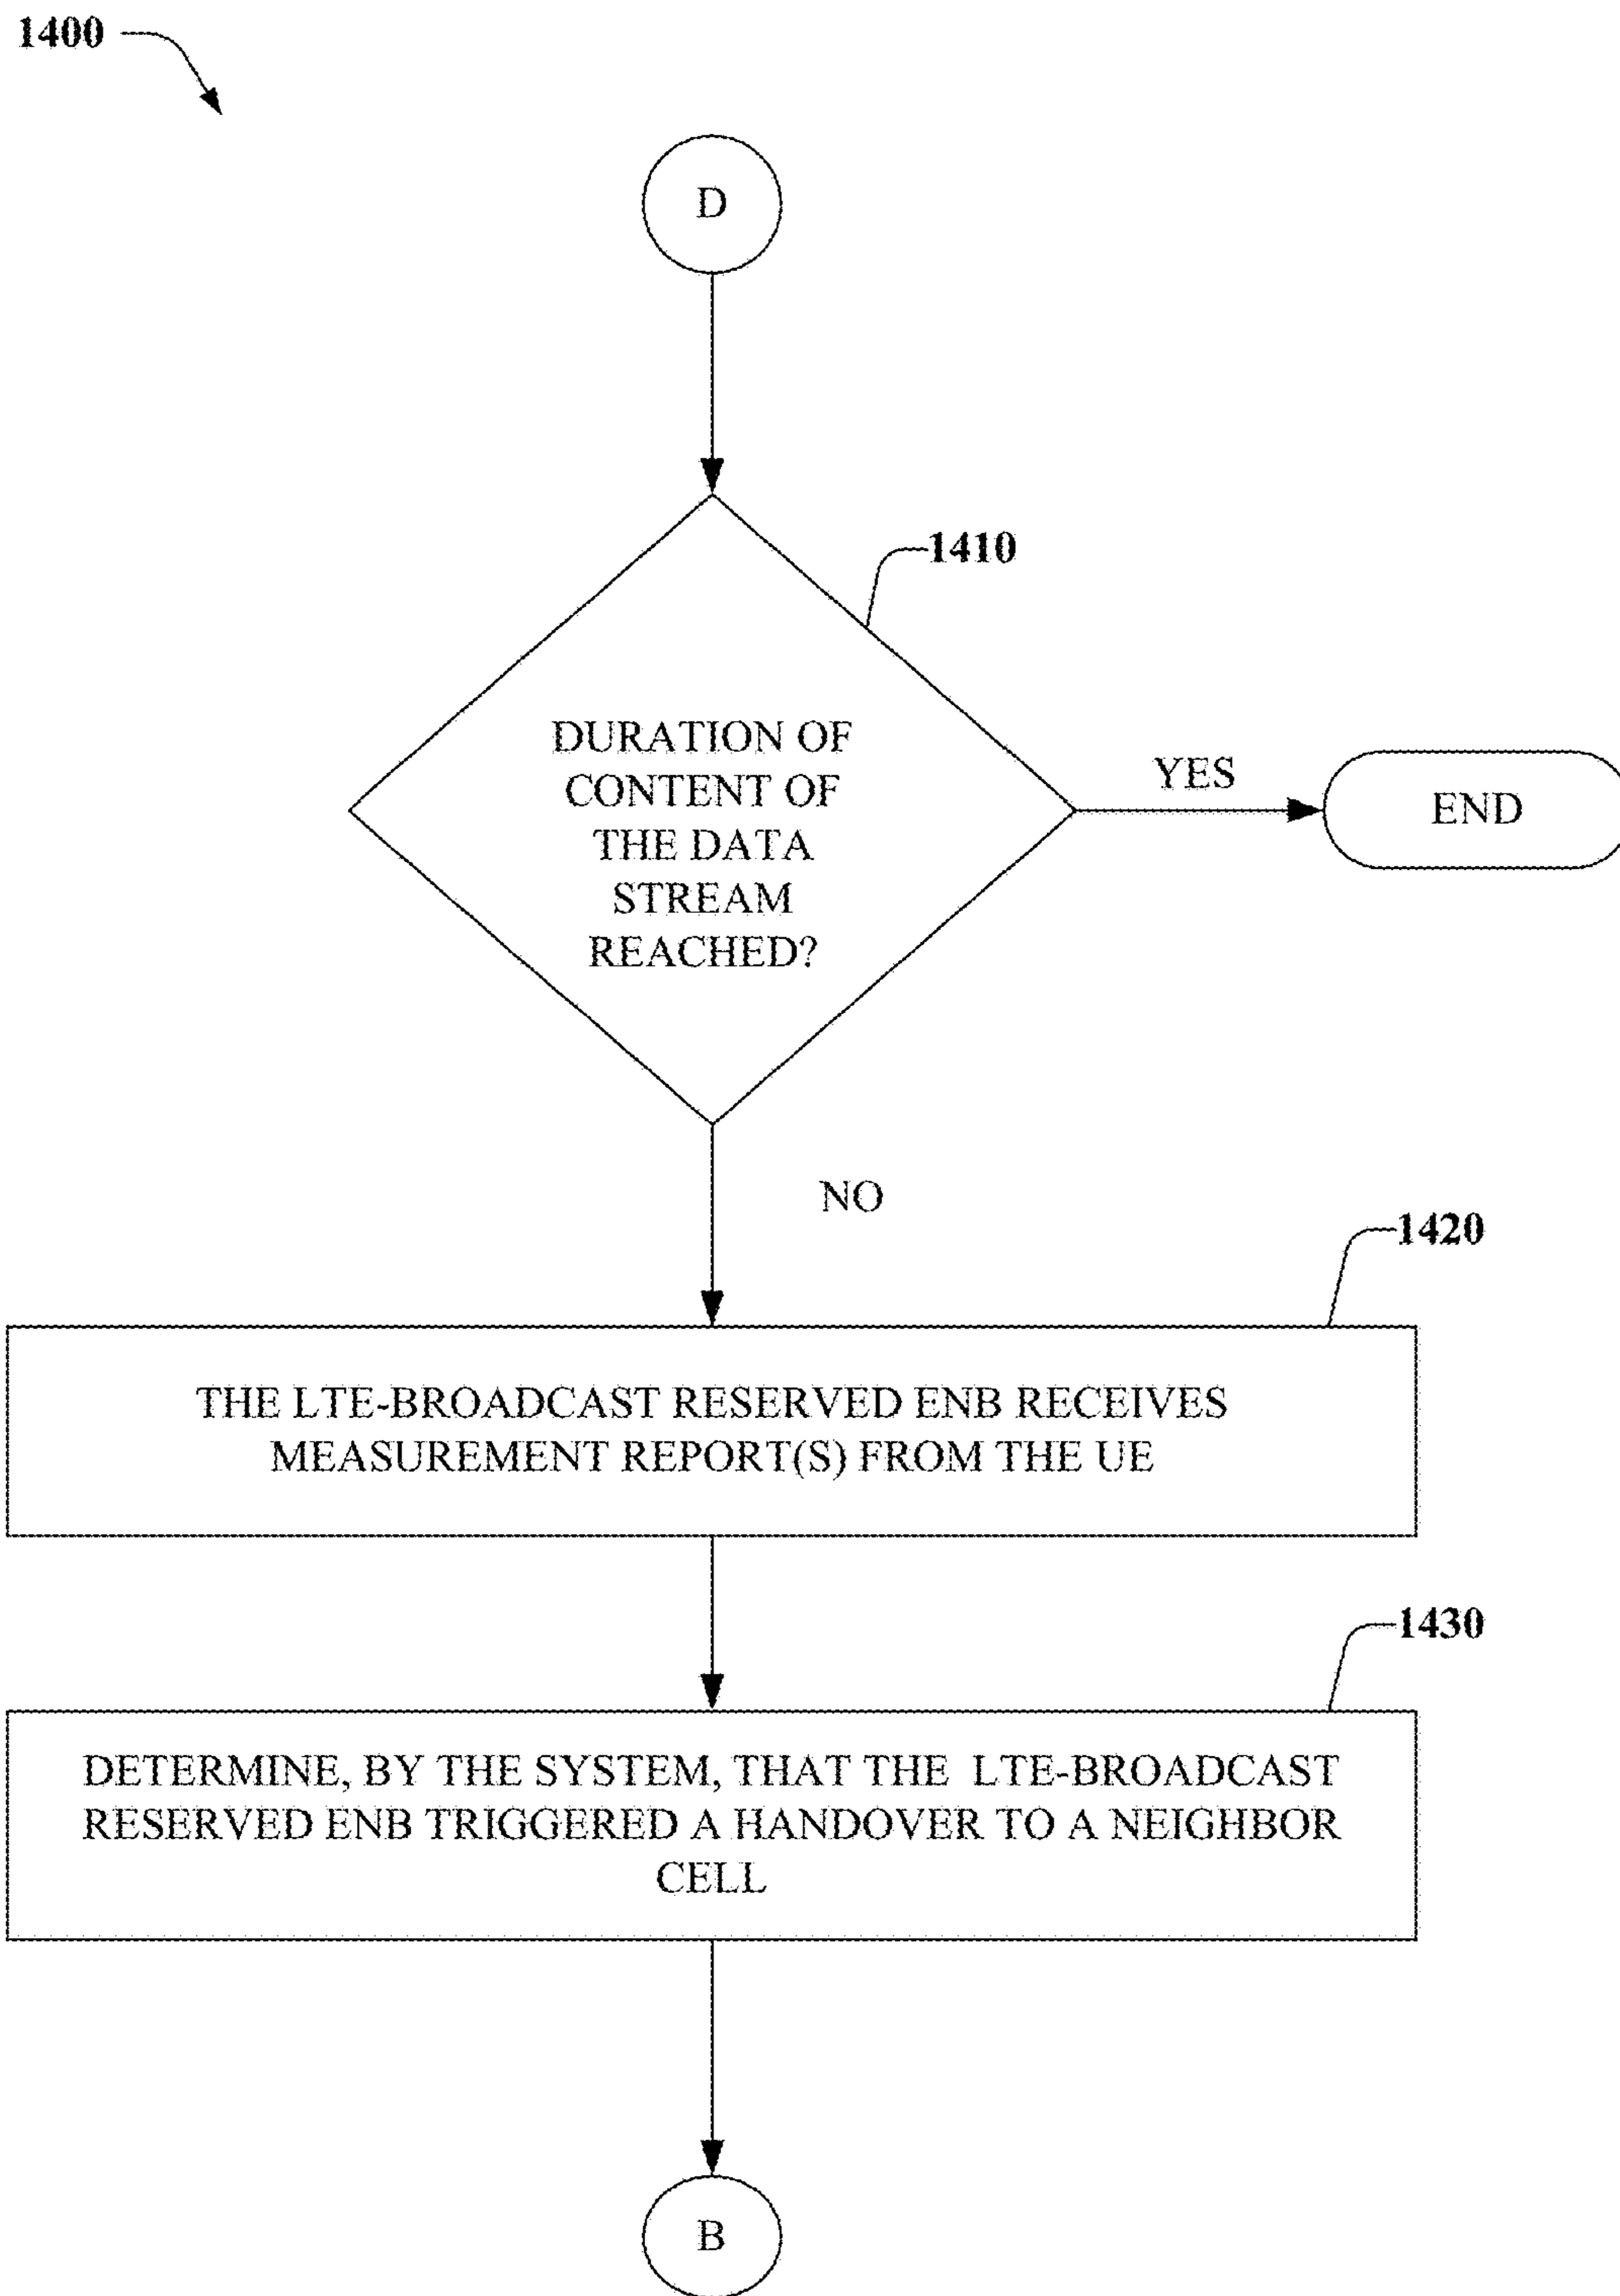 1400
D
1410
DURATION OF
CONTENT OF
THE DATA
STREAM
REACHED?
YES
END
NO
1420
THE LTE-BROADCAST RESERVED ENB RECEIVES
MEASUREMENT REPORT(S) FROM THE UE
1430
DETERMINE, BY THE SYSTEM, THAT THE LTE-BROADCAST
RESERVED ENB TRIGGERED A HANDOVER TO A NEIGHBOR
CELL
B